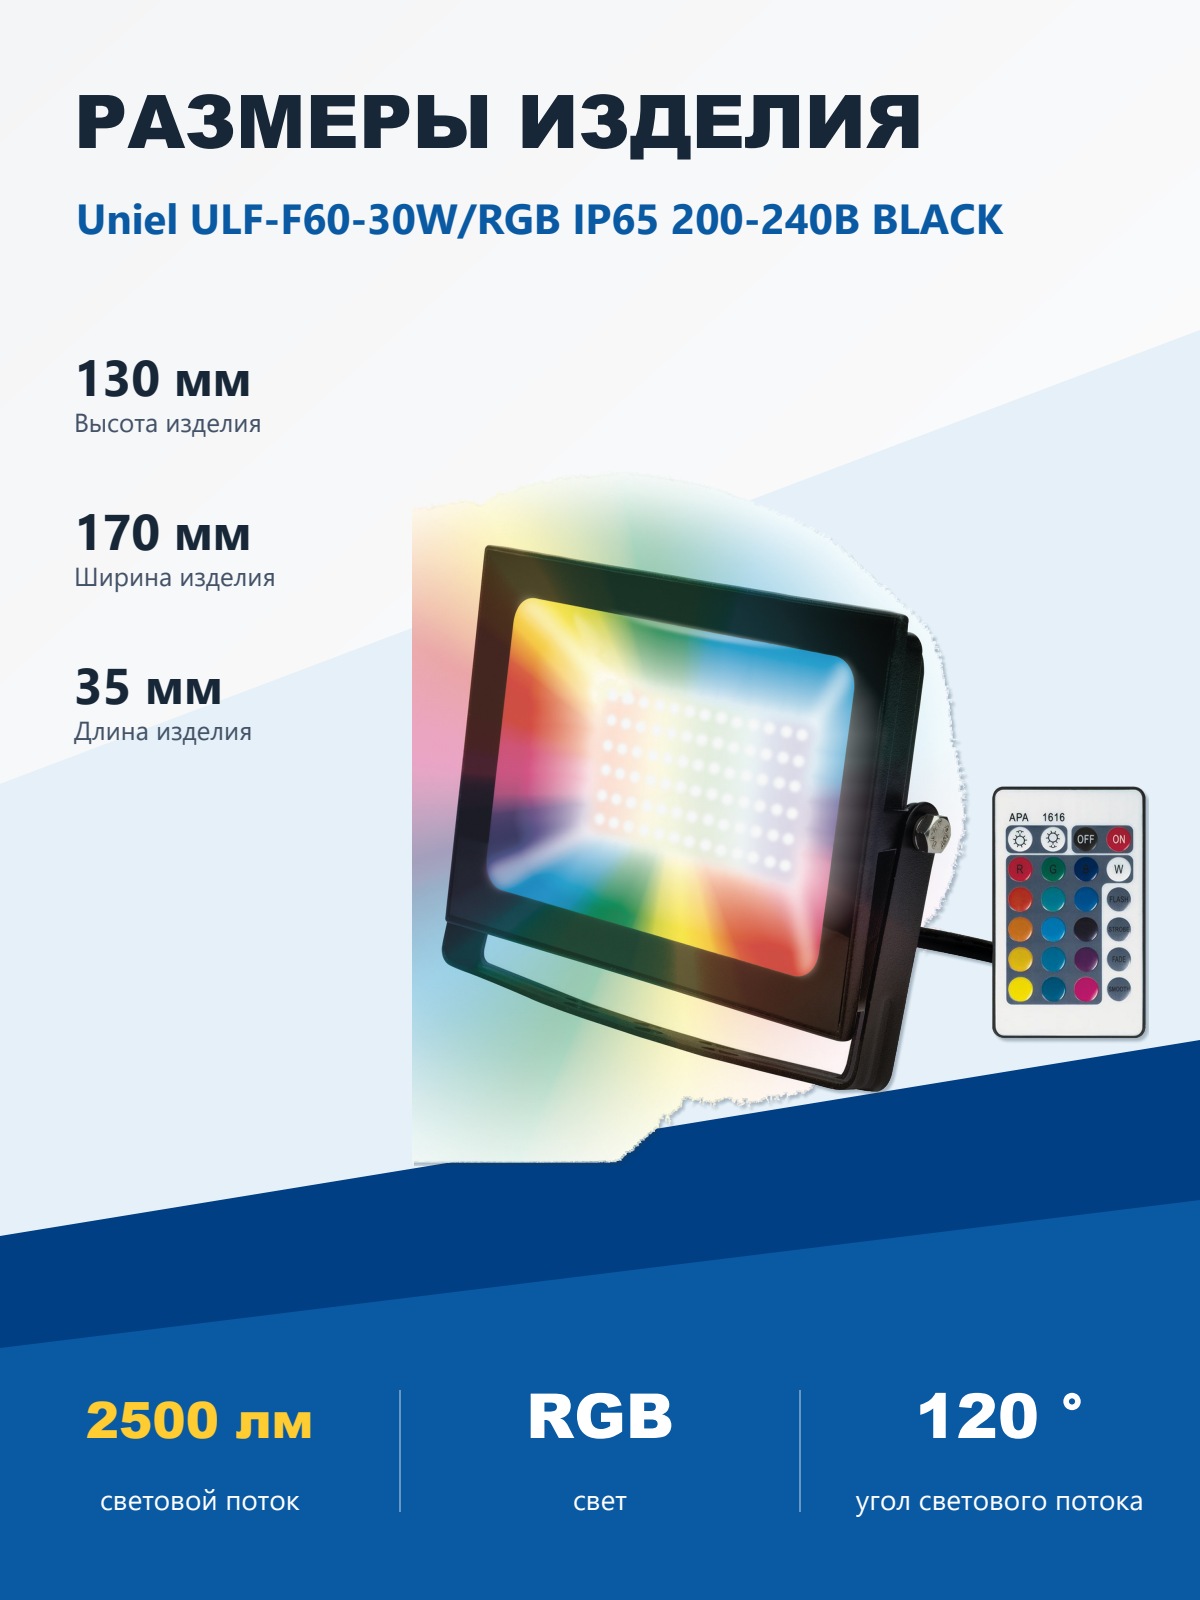 РАЗМЕРЫ ИЗДЕЛИЯ
Uniel ULF-F60-30W/RGB IP65 200-240В BLACK
130 мм
Высота изделия
170 мм
Ширина изделия
35 мм
Длина изделия
APA 1616
OFF ON
R G W
FLASH
STROBE
FADE
SMOOTH
2500 лм
световой поток
RGB
свет
120 °
угол светового потока